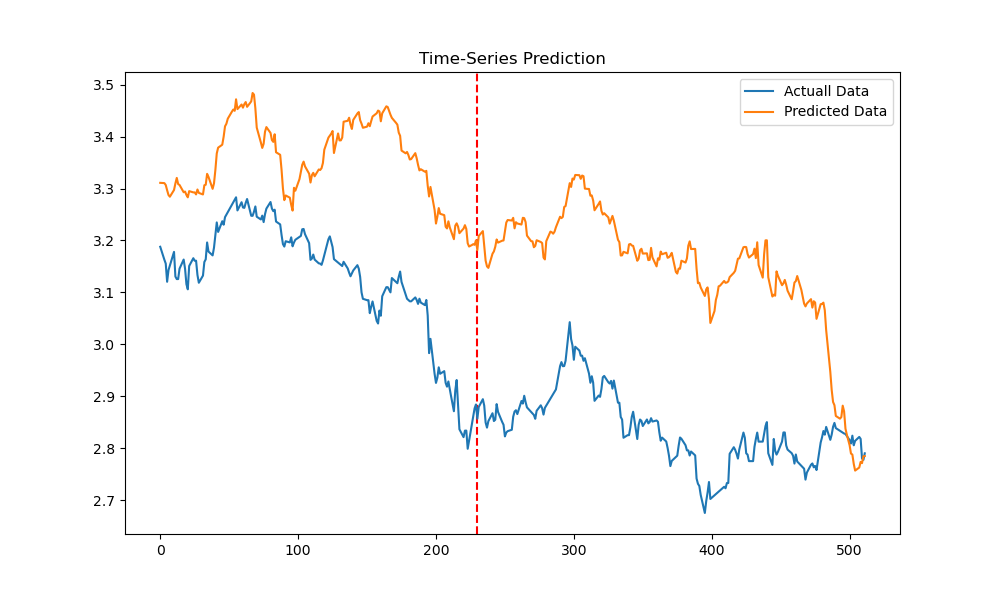 Time-Series Prediction
Actuall Data
Predicted Data
3.5
3.4
3.3
3.2
3.1
3.0
2.9
2.8
2.7
0 100 200 300 400 500